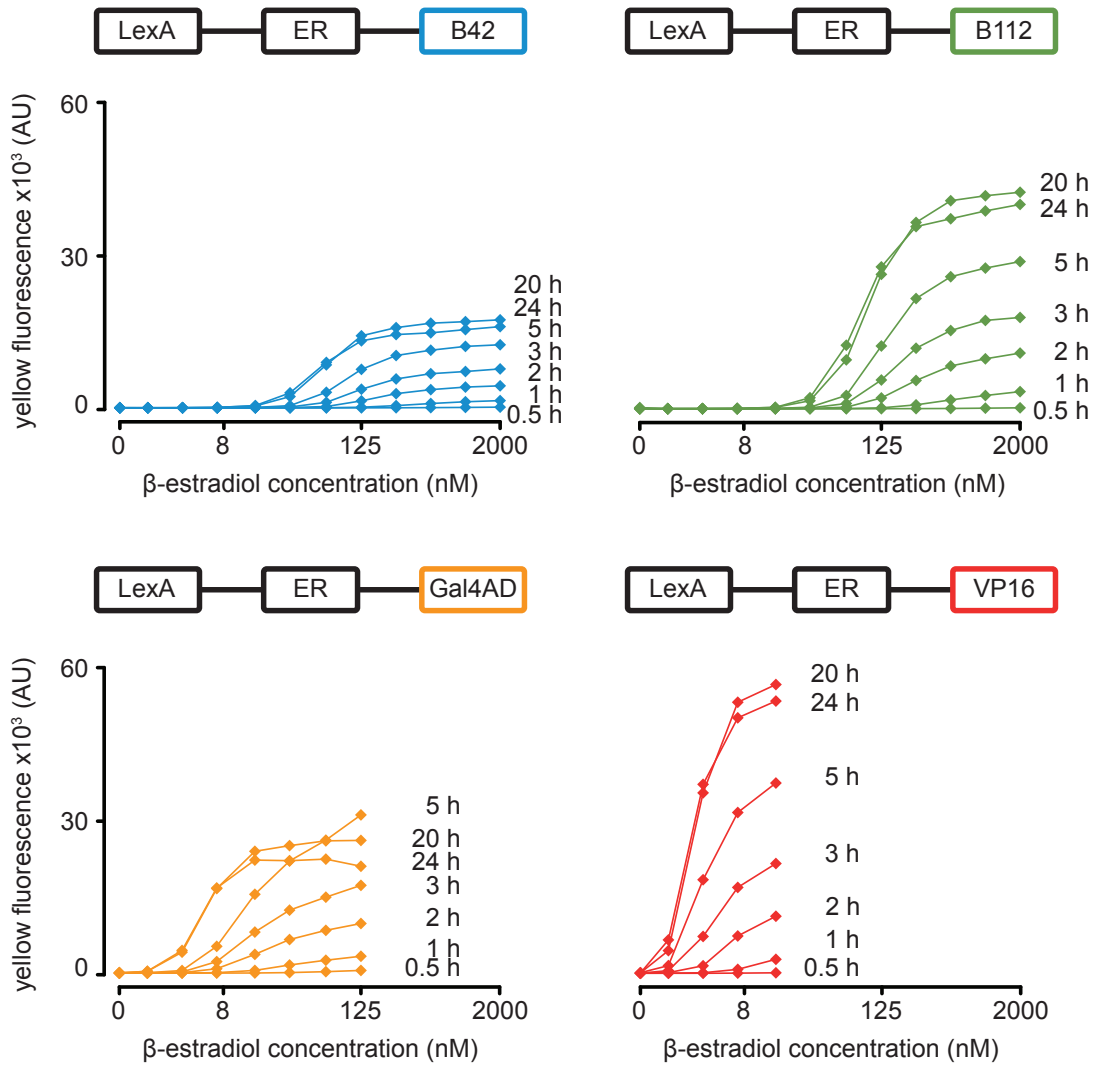 LexA ER B42
yellow fluorescence x10³ (AU)
60
30
0
20 h
24 h
5 h
3 h
2 h
1 h
0.5 h
0 8 125 2000
β-estradiol concentration (nM)
LexA ER B112
20 h
24 h
5 h
3 h
2 h
1 h
0.5 h
0 8 125 2000
β-estradiol concentration (nM)
LexA ER Gal4AD
yellow fluorescence x10³ (AU)
60
30
0
5 h
20 h
24 h
3 h
2 h
1 h
0.5 h
0 8 125 2000
β-estradiol concentration (nM)
LexA ER VP16
20 h
24 h
5 h
3 h
2 h
1 h
0.5 h
0 8 125 2000
β-estradiol concentration (nM)